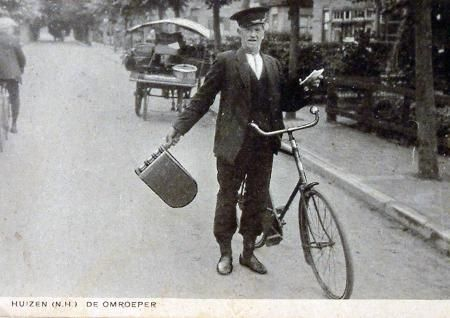 HUIZEN (N.H.) DE OMROEPER